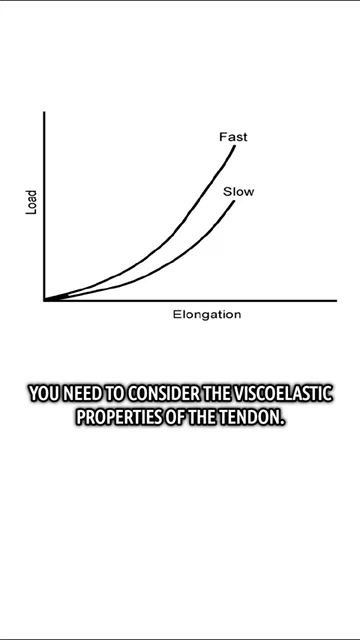 Fast
Slow
Load
Elongation
YOU NEED TO CONSIDER THE VISCOELASTIC
PROPERTIES OF THE TENDON.